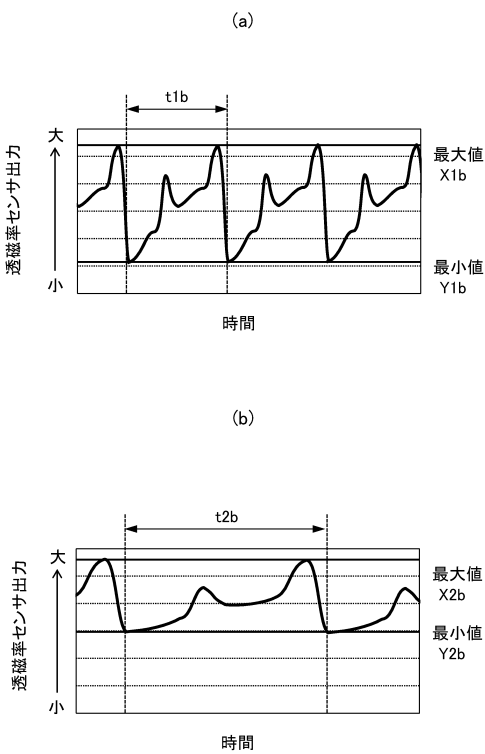 (a)
t1b
大
透磁率センサ出力
小
最大値
X1b
最小値
Y1b
時間
(b)
t2b
大
透磁率センサ出力
小
最大値
X2b
最小値
Y2b
時間